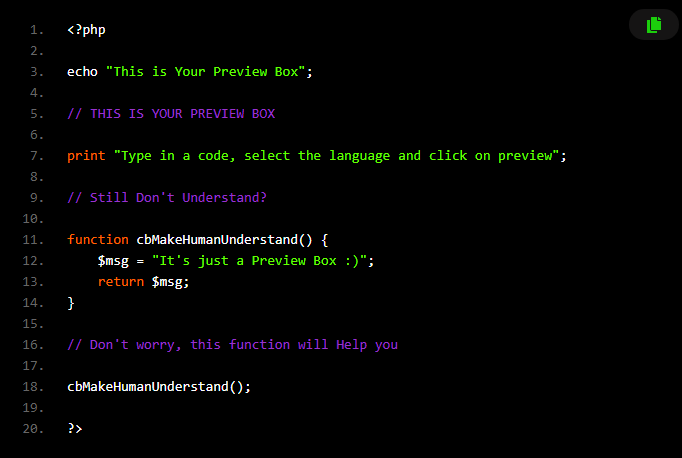 1. <?php
2.
3. echo "This is Your Preview Box";
4.
5. // THIS IS YOUR PREVIEW BOX
6.
7. print "Type in a code, select the language and click on preview";
8.
9. // Still Don't Understand?
10.
11. function cbMakeHumanUnderstand() {
12.     $msg = "It's just a Preview Box :)";
13.     return $msg;
14. }
15.
16. // Don't worry, this function will Help you
17.
18. cbMakeHumanUnderstand();
19.
20. ?>